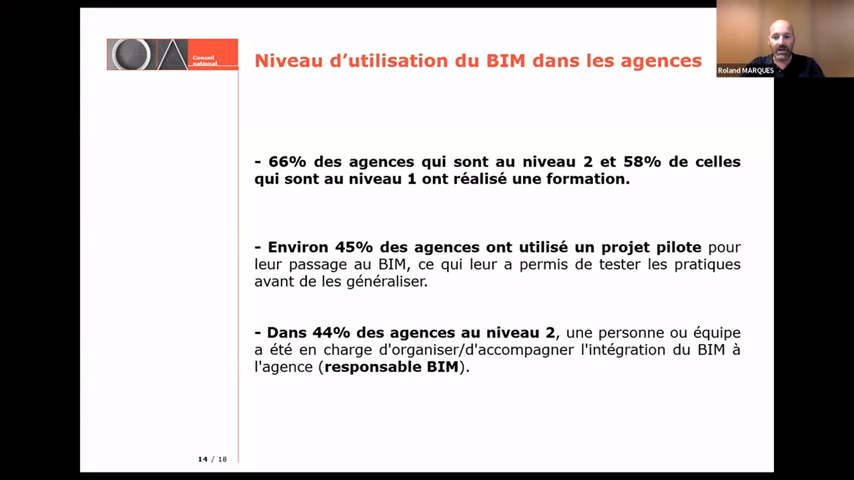 Conseil
national
Niveau d’utilisation du BIM dans les agences
Roland MARQUES
- 66% des agences qui sont au niveau 2 et 58% de celles
qui sont au niveau 1 ont réalisé une formation.
- Environ 45% des agences ont utilisé un projet pilote pour
leur passage au BIM, ce qui leur a permis de tester les pratiques
avant de les généraliser.
- Dans 44% des agences au niveau 2, une personne ou équipe
a été en charge d'organiser/d'accompagner l'intégration du BIM à
l'agence (responsable BIM).
14 / 18